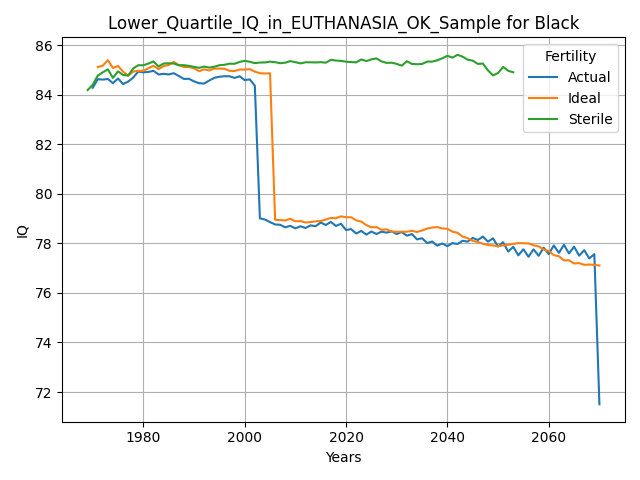 Lower_Quartile_IQ_in_EUTHANASIA_OK_Sample for Black
Fertility
Actual
Ideal
Sterile
IQ
86
84
82
80
78
76
74
72
1980
2000
2020
2040
2060
Years